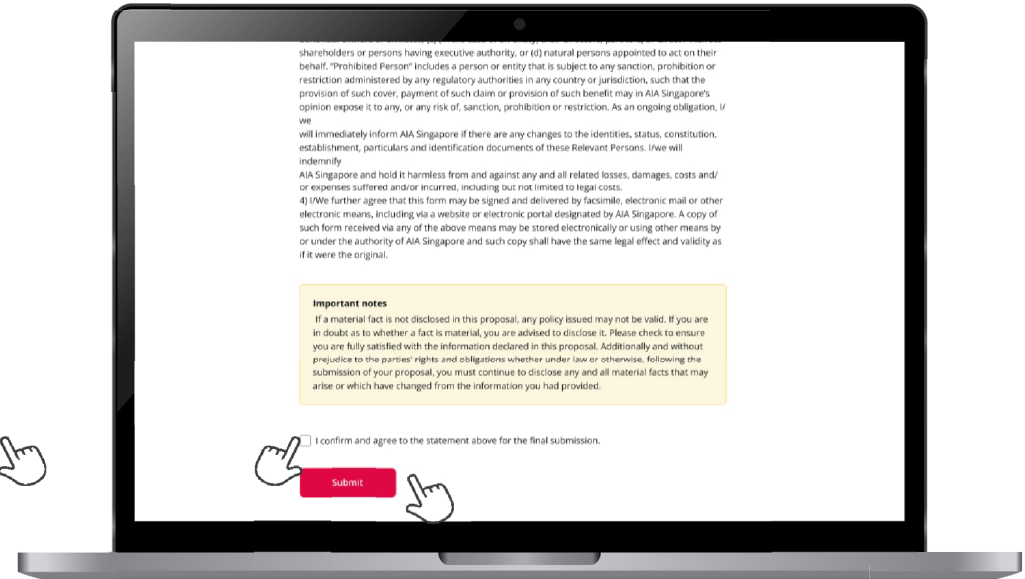 shareholders or persons having executive authority, or (d) natural persons appointed to act on their
behalf. "Prohibited Person" includes a person or entity that is subject to any sanction, prohibition or
restriction administered by any regulatory authorities in any country or jurisdiction, such that the
provision of such cover, payment of such claim or provision of such benefit may in AIA Singapore's
opinion expose it to any, or any risk of, sanction, prohibition or restriction. As an ongoing obligation, I/
we
will immediately inform AIA Singapore if there are any changes to the identities, status, constitution,
establishment, particulars and identification documents of these Relevant Persons. I/we will
indemnify
AIA Singapore and hold it harmless from and against any and all related losses, damages, costs and/
or expenses suffered and/or incurred, including but not limited to legal costs.
4) I/We further agree that this form may be signed and delivered by facsimile, electronic mail or other
electronic means, including via a website or electronic portal designated by AIA Singapore. A copy of
such form received via any of the above means may be stored electronically or using other means by
or under the authority of AIA Singapore and such copy shall have the same legal effect and validity as
if it were the original.
Important notes
If a material fact is not disclosed in this proposal, any policy issued may not be valid. If you are
in doubt as to whether a fact is material, you are advised to disclose it. Please check to ensure
you are fully satisfied with the information declared in this proposal. Additionally and without
prejudice to the parties' rights and obligations whether under law or otherwise, following the
submission of your proposal, you must continue to disclose any and all material facts that may
arise or which have changed from the information you had provided.
I confirm and agree to the statement above for the final submission.
Submit